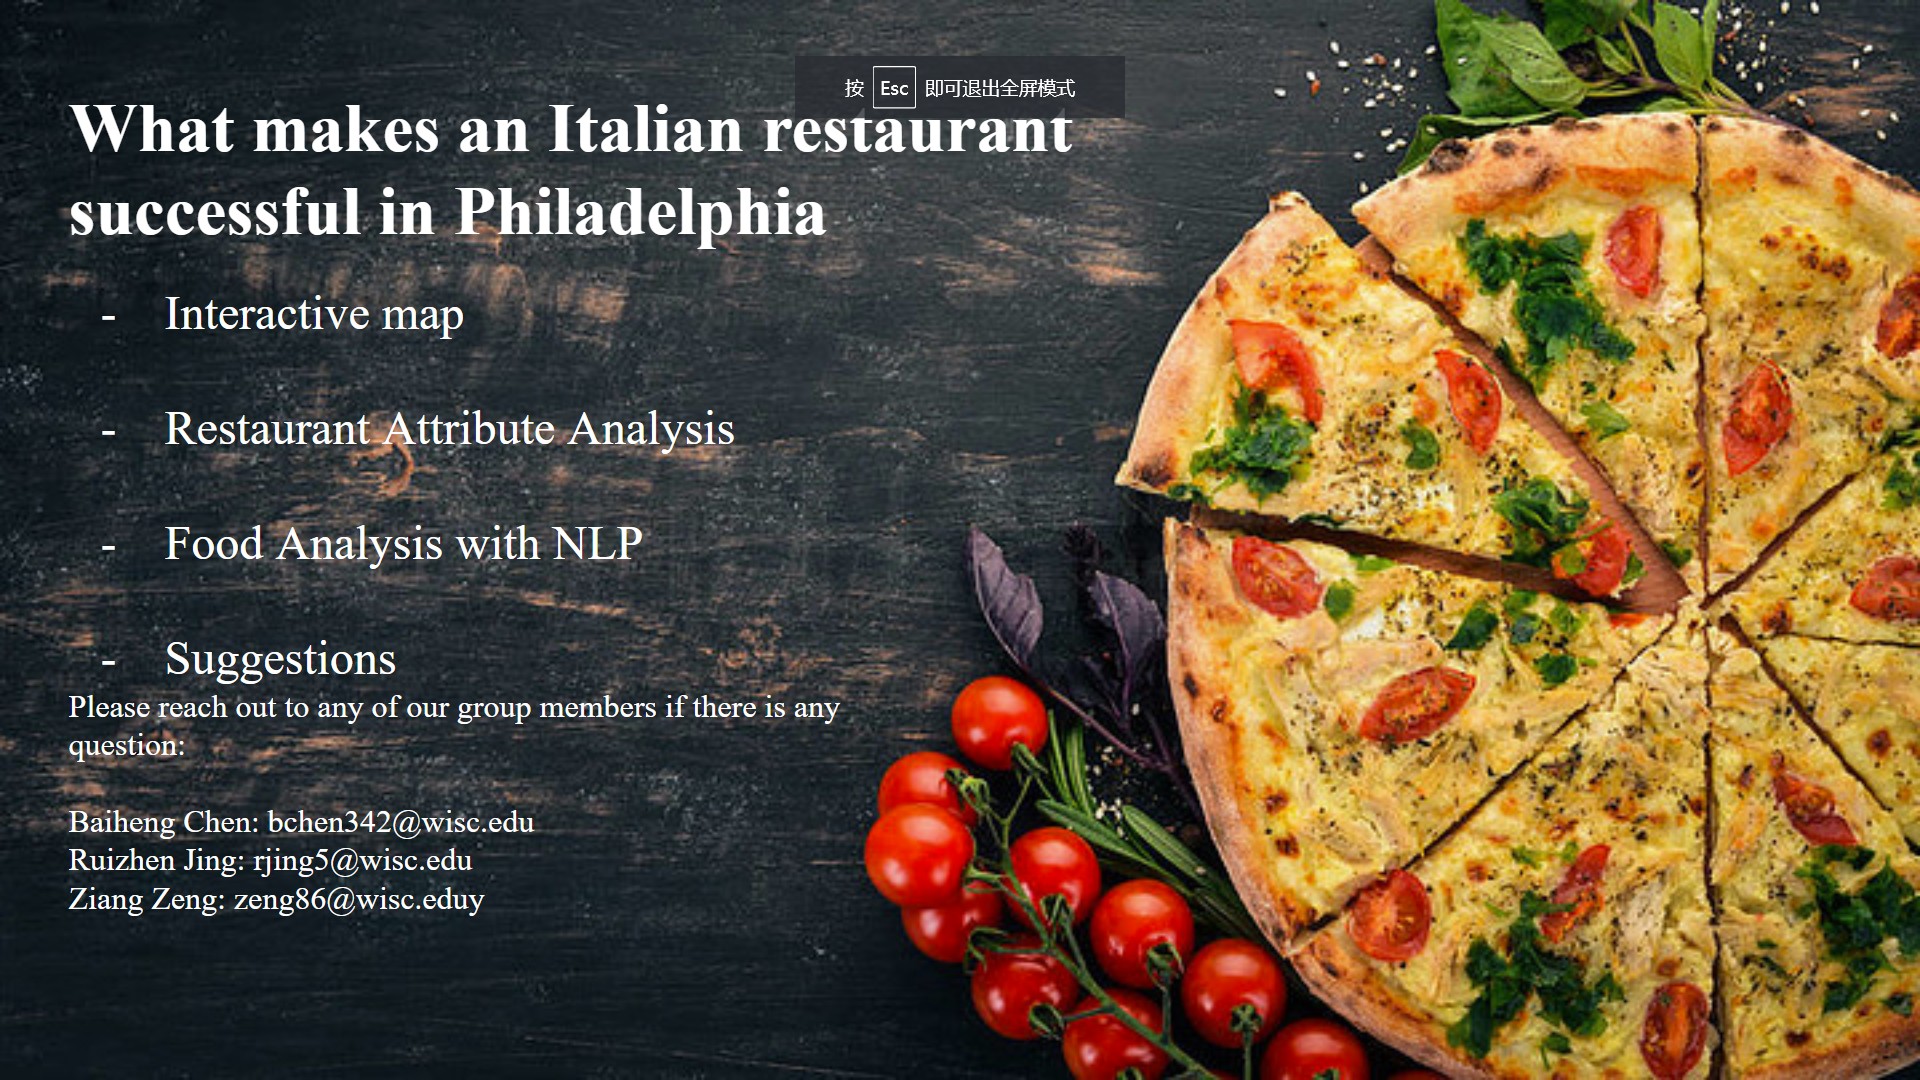 按 Esc 即可退出全屏模式
What makes an Italian restaurant
successful in Philadelphia
- Interactive map
- Restaurant Attribute Analysis
- Food Analysis with NLP
- Suggestions
Please reach out to any of our group members if there is any
question:
Baiheng Chen: bchen342@wisc.edu
Ruizhen Jing: rjing5@wisc.edu
Ziang Zeng: zeng86@wisc.eduy